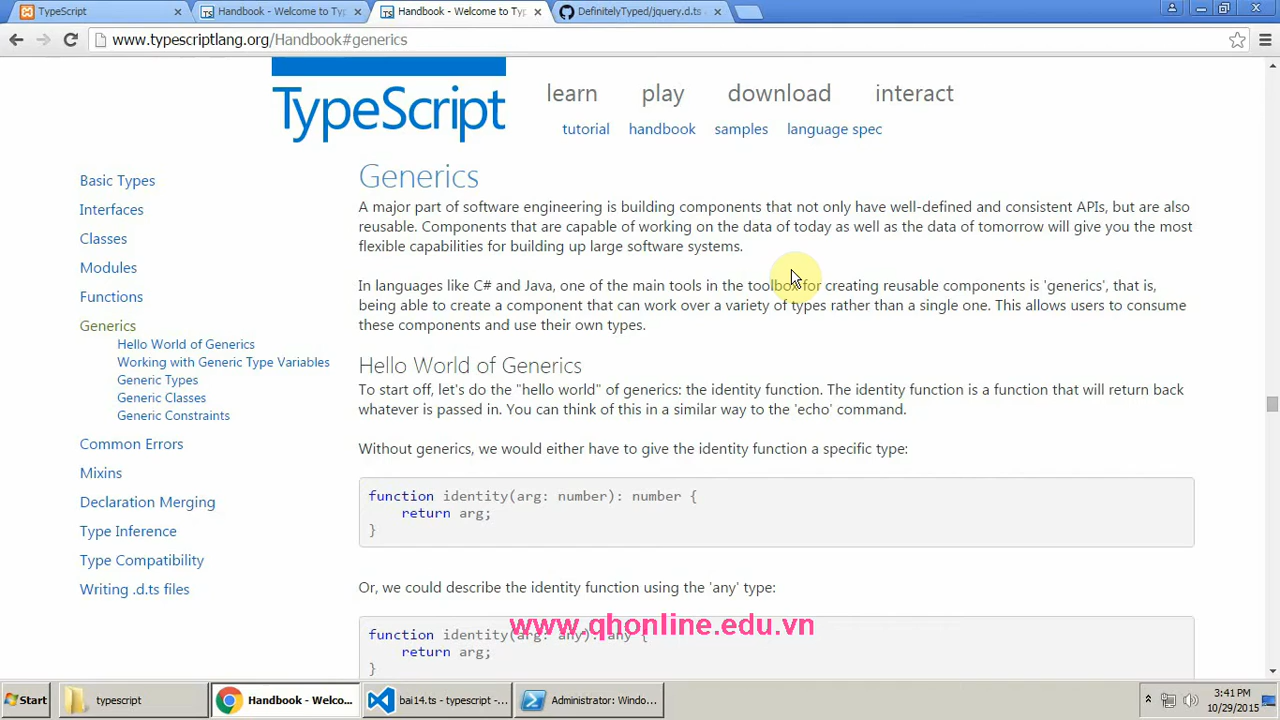 TypeScript
Handbook - Welcome to Typ
Handbook - Welcome to Typ
DefinitelyTyped/jquery.d.ts
www.typescriptlang.org/Handbook#generics
TypeScript
learn play download interact
tutorial handbook samples language spec
Basic Types
Interfaces
Classes
Modules
Functions
Generics
Hello World of Generics
Working with Generic Type Variables
Generic Types
Generic Classes
Generic Constraints
Common Errors
Mixins
Declaration Merging
Type Inference
Type Compatibility
Writing .d.ts files
Generics
A major part of software engineering is building components that not only have well-defined and consistent APIs, but are also
reusable. Components that are capable of working on the data of today as well as the data of tomorrow will give you the most
flexible capabilities for building up large software systems.
In languages like C# and Java, one of the main tools in the toolbox for creating reusable components is 'generics', that is,
being able to create a component that can work over a variety of types rather than a single one. This allows users to consume
these components and use their own types.
Hello World of Generics
To start off, let's do the "hello world" of generics: the identity function. The identity function is a function that will return back
whatever is passed in. You can think of this in a similar way to the 'echo' command.
Without generics, we would either have to give the identity function a specific type:
function identity(arg: number): number {
return arg;
}
Or, we could describe the identity function using the 'any' type:
function identity(arg: any): any {
return arg;
}
www.qhonline.edu.vn
Start
typescript
Handbook - Welco...
bai14.ts - typescript -...
Administrator: Windo...
3:41 PM
10/29/2015